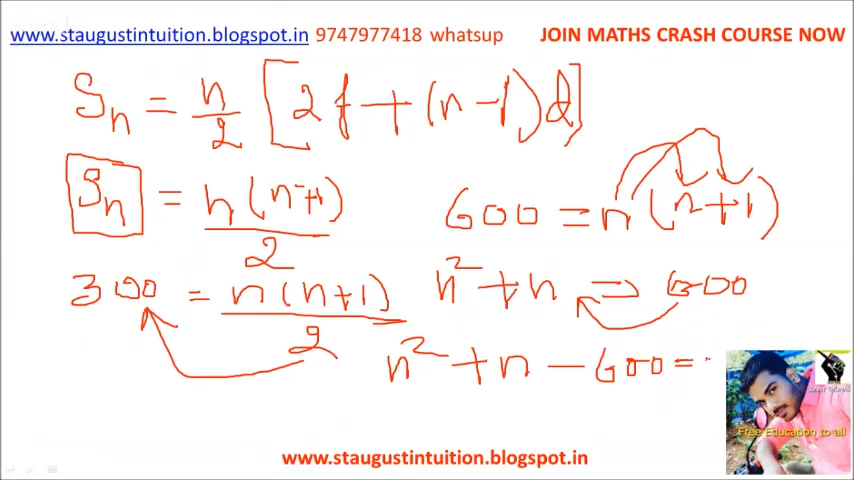 www.staugustintuition.blogspot.in 9747977418 whatsup JOIN MATHS CRASH COURSE NOW
Sn = n/2 [2f + (n-1)d]
Sn = n(n+1)/2
600 = n(n+1)
300 = n(n+1)/2
n² + n = 600
n² + n - 600 =
Free Education to all
www.staugustintuition.blogspot.in